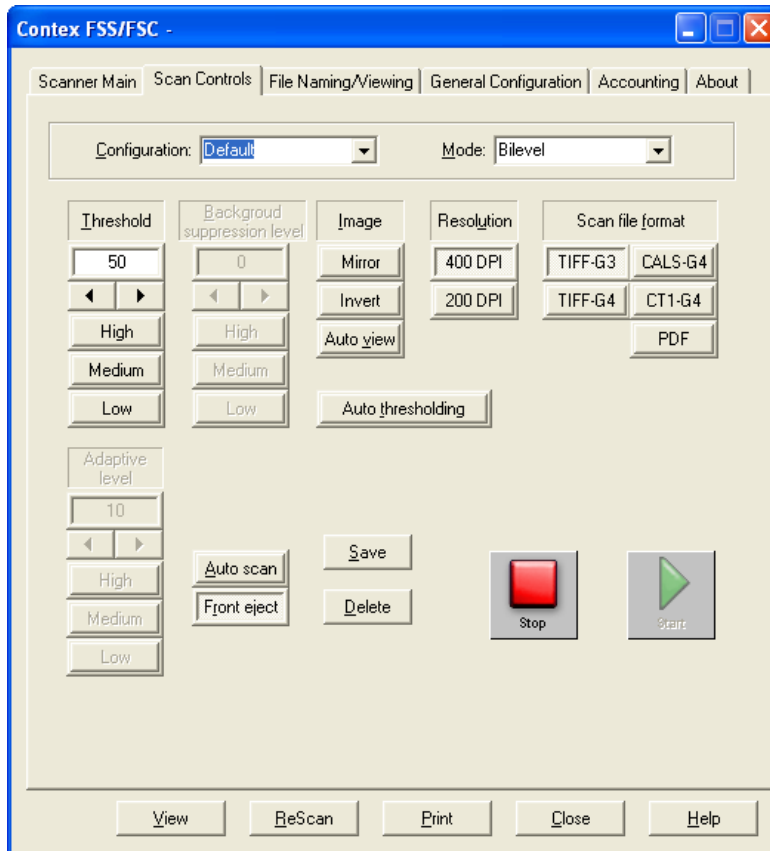 Contex FSS/FSC -
Scanner Main Scan Controls File Naming/Viewing General Configuration Accounting About
Configuration: Default Mode: Bilevel
Threshold
50
High
Medium
Low
Backgroud
suppression level
0
High
Medium
Low
Image
Mirror
Invert
Auto view
Resolution
400 DPI
200 DPI
Scan file format
TIFF-G3 CALS-G4
TIFF-G4 CT1-G4
PDF
Auto thresholding
Adaptive
level
10
High
Medium
Low
Auto scan
Front eject
Save
Delete
Stop
Start
View ReScan Print Close Help